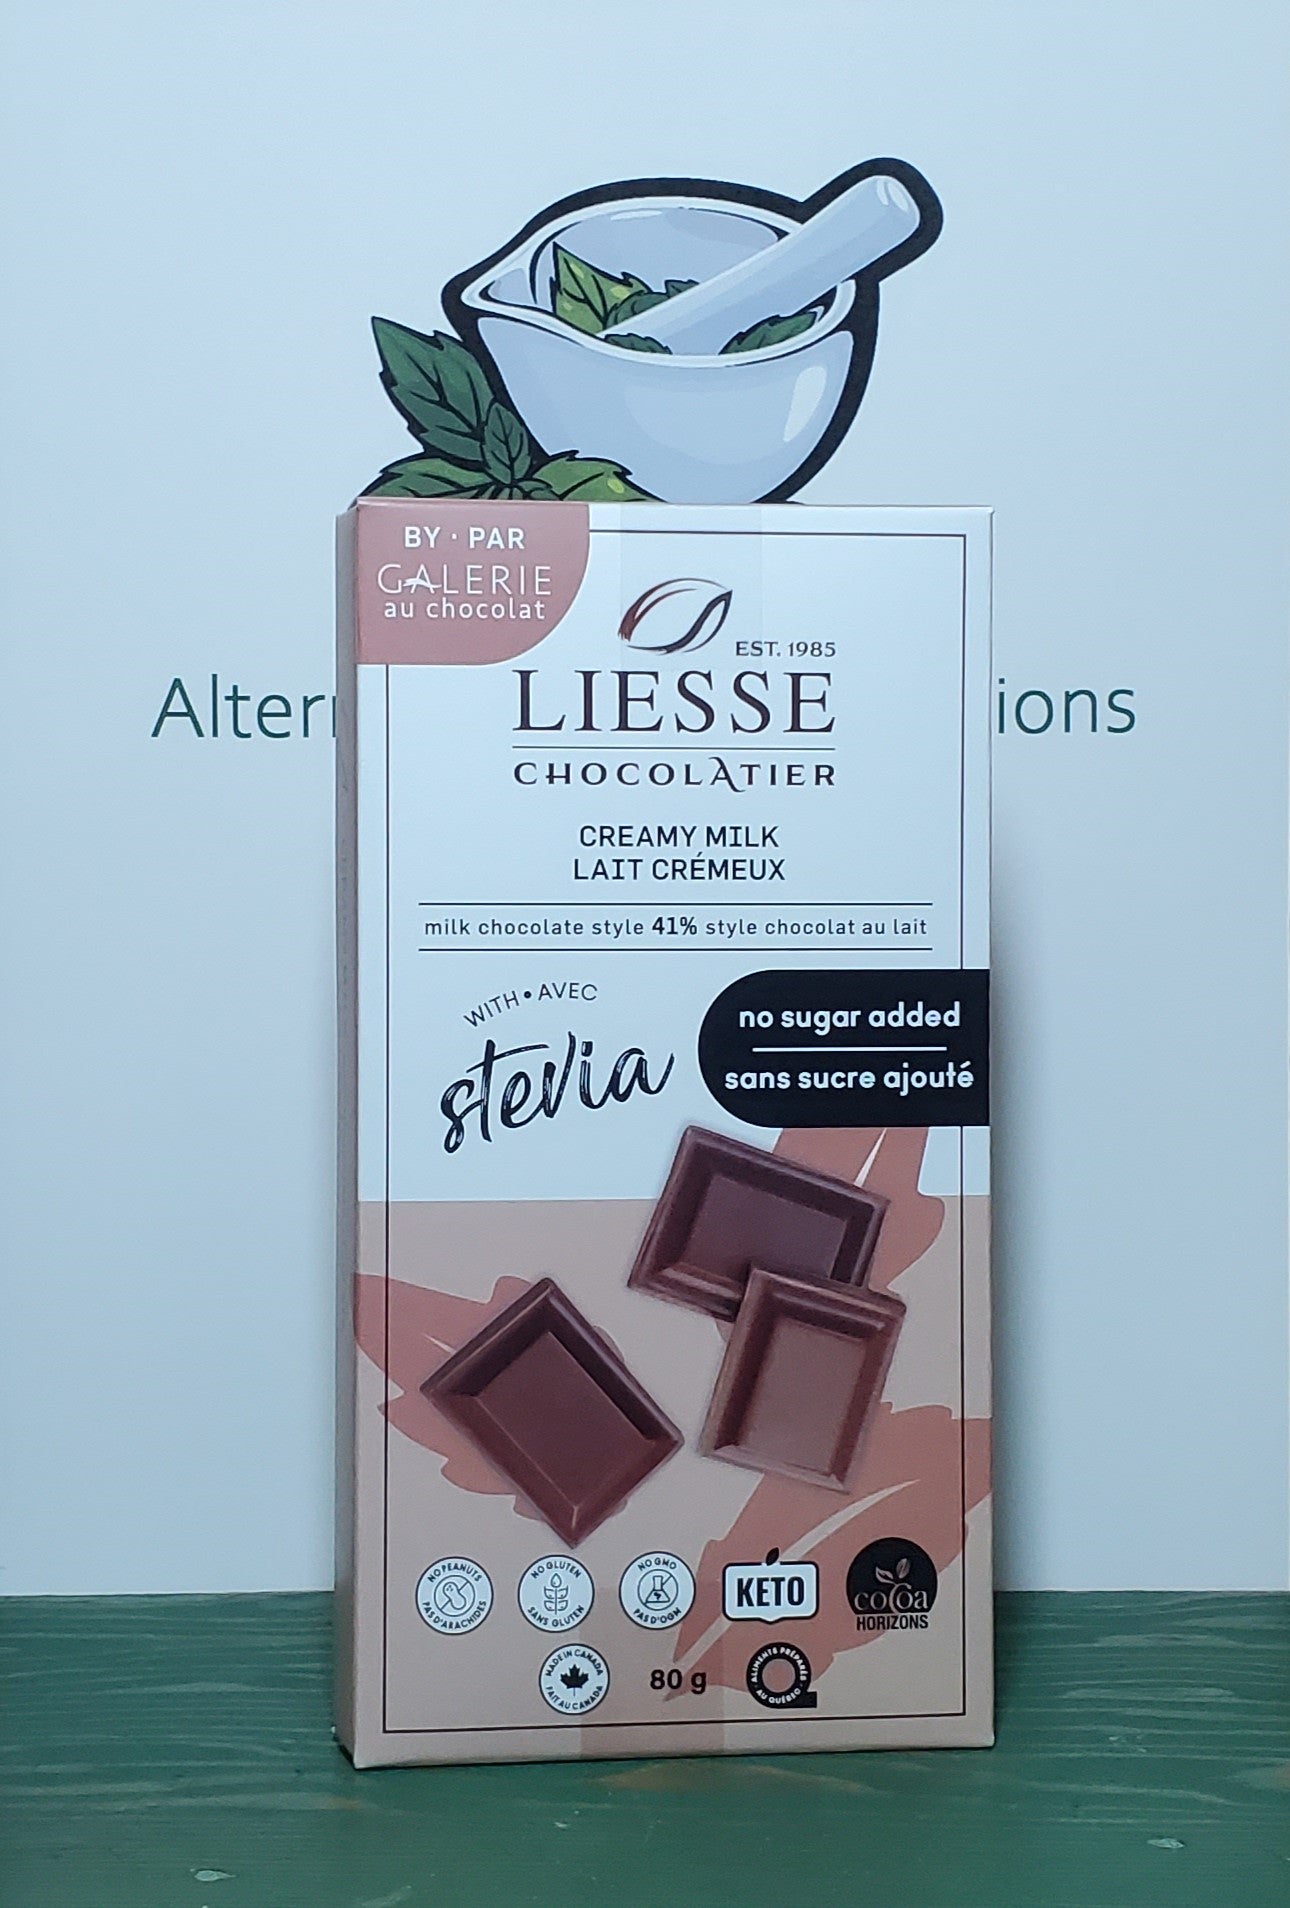 BY · PAR
GALERIE
au chocolat
EST. 1985
LIESSE
CHOCOLATIER
Altern
ions
CREAMY MILK
LAIT CRÉMEUX
milk chocolate style 41% style chocolat au lait
WITH • AVEC
stevia
no sugar added
sans sucre ajouté
NO PEANUTS
PAS D'ARACHIDES
NO GLUTEN
SANS GLUTEN
NO GMO
PAS D'OGM
KETO
cocoa
HORIZONS
MADE IN CANADA
FAIT AU CANADA
80 g
ALIMENTS PRÉPARÉS
AU QUÉBEC